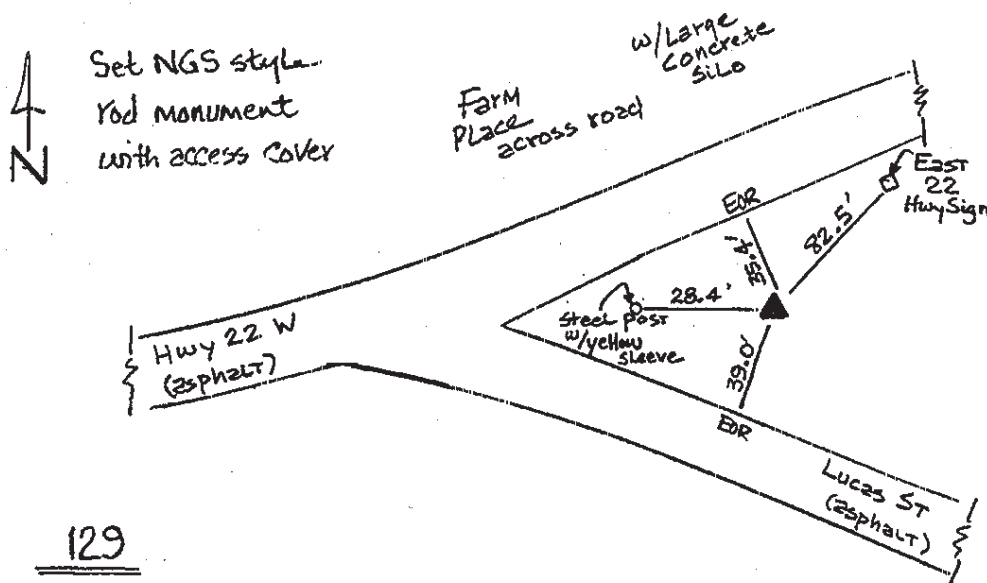 Set NGS style
rod monument
with access cover
N
Farm
Place
across road
w/Large
Concrete
Silo
East
22
Hwy Sign
EOR
82.5'
35.4'
28.4'
Steel Post
w/yellow
sleeve
39.0'
EOR
Hwy 22 W
(asphalt)
Lucas ST
(asphalt)
129